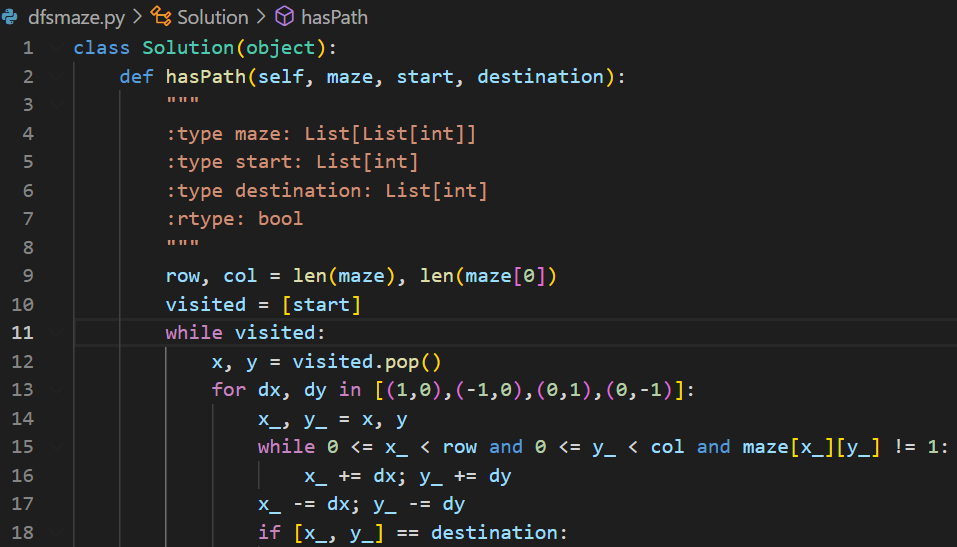 dfsmaze.py > Solution > hasPath
1 class Solution(object):
2 def hasPath(self, maze, start, destination):
3 """
4 :type maze: List[List[int]]
5 :type start: List[int]
6 :type destination: List[int]
7 :rtype: bool
8 """
9 row, col = len(maze), len(maze[0])
10 visited = [start]
11 while visited:
12 x, y = visited.pop()
13 for dx, dy in [(1,0),(-1,0),(0,1),(0,-1)]:
14 x_, y_ = x, y
15 while 0 <= x_ < row and 0 <= y_ < col and maze[x_][y_] != 1:
16 x_ += dx; y_ += dy
17 x_ -= dx; y_ -= dy
18 if [x_, y_] == destination: